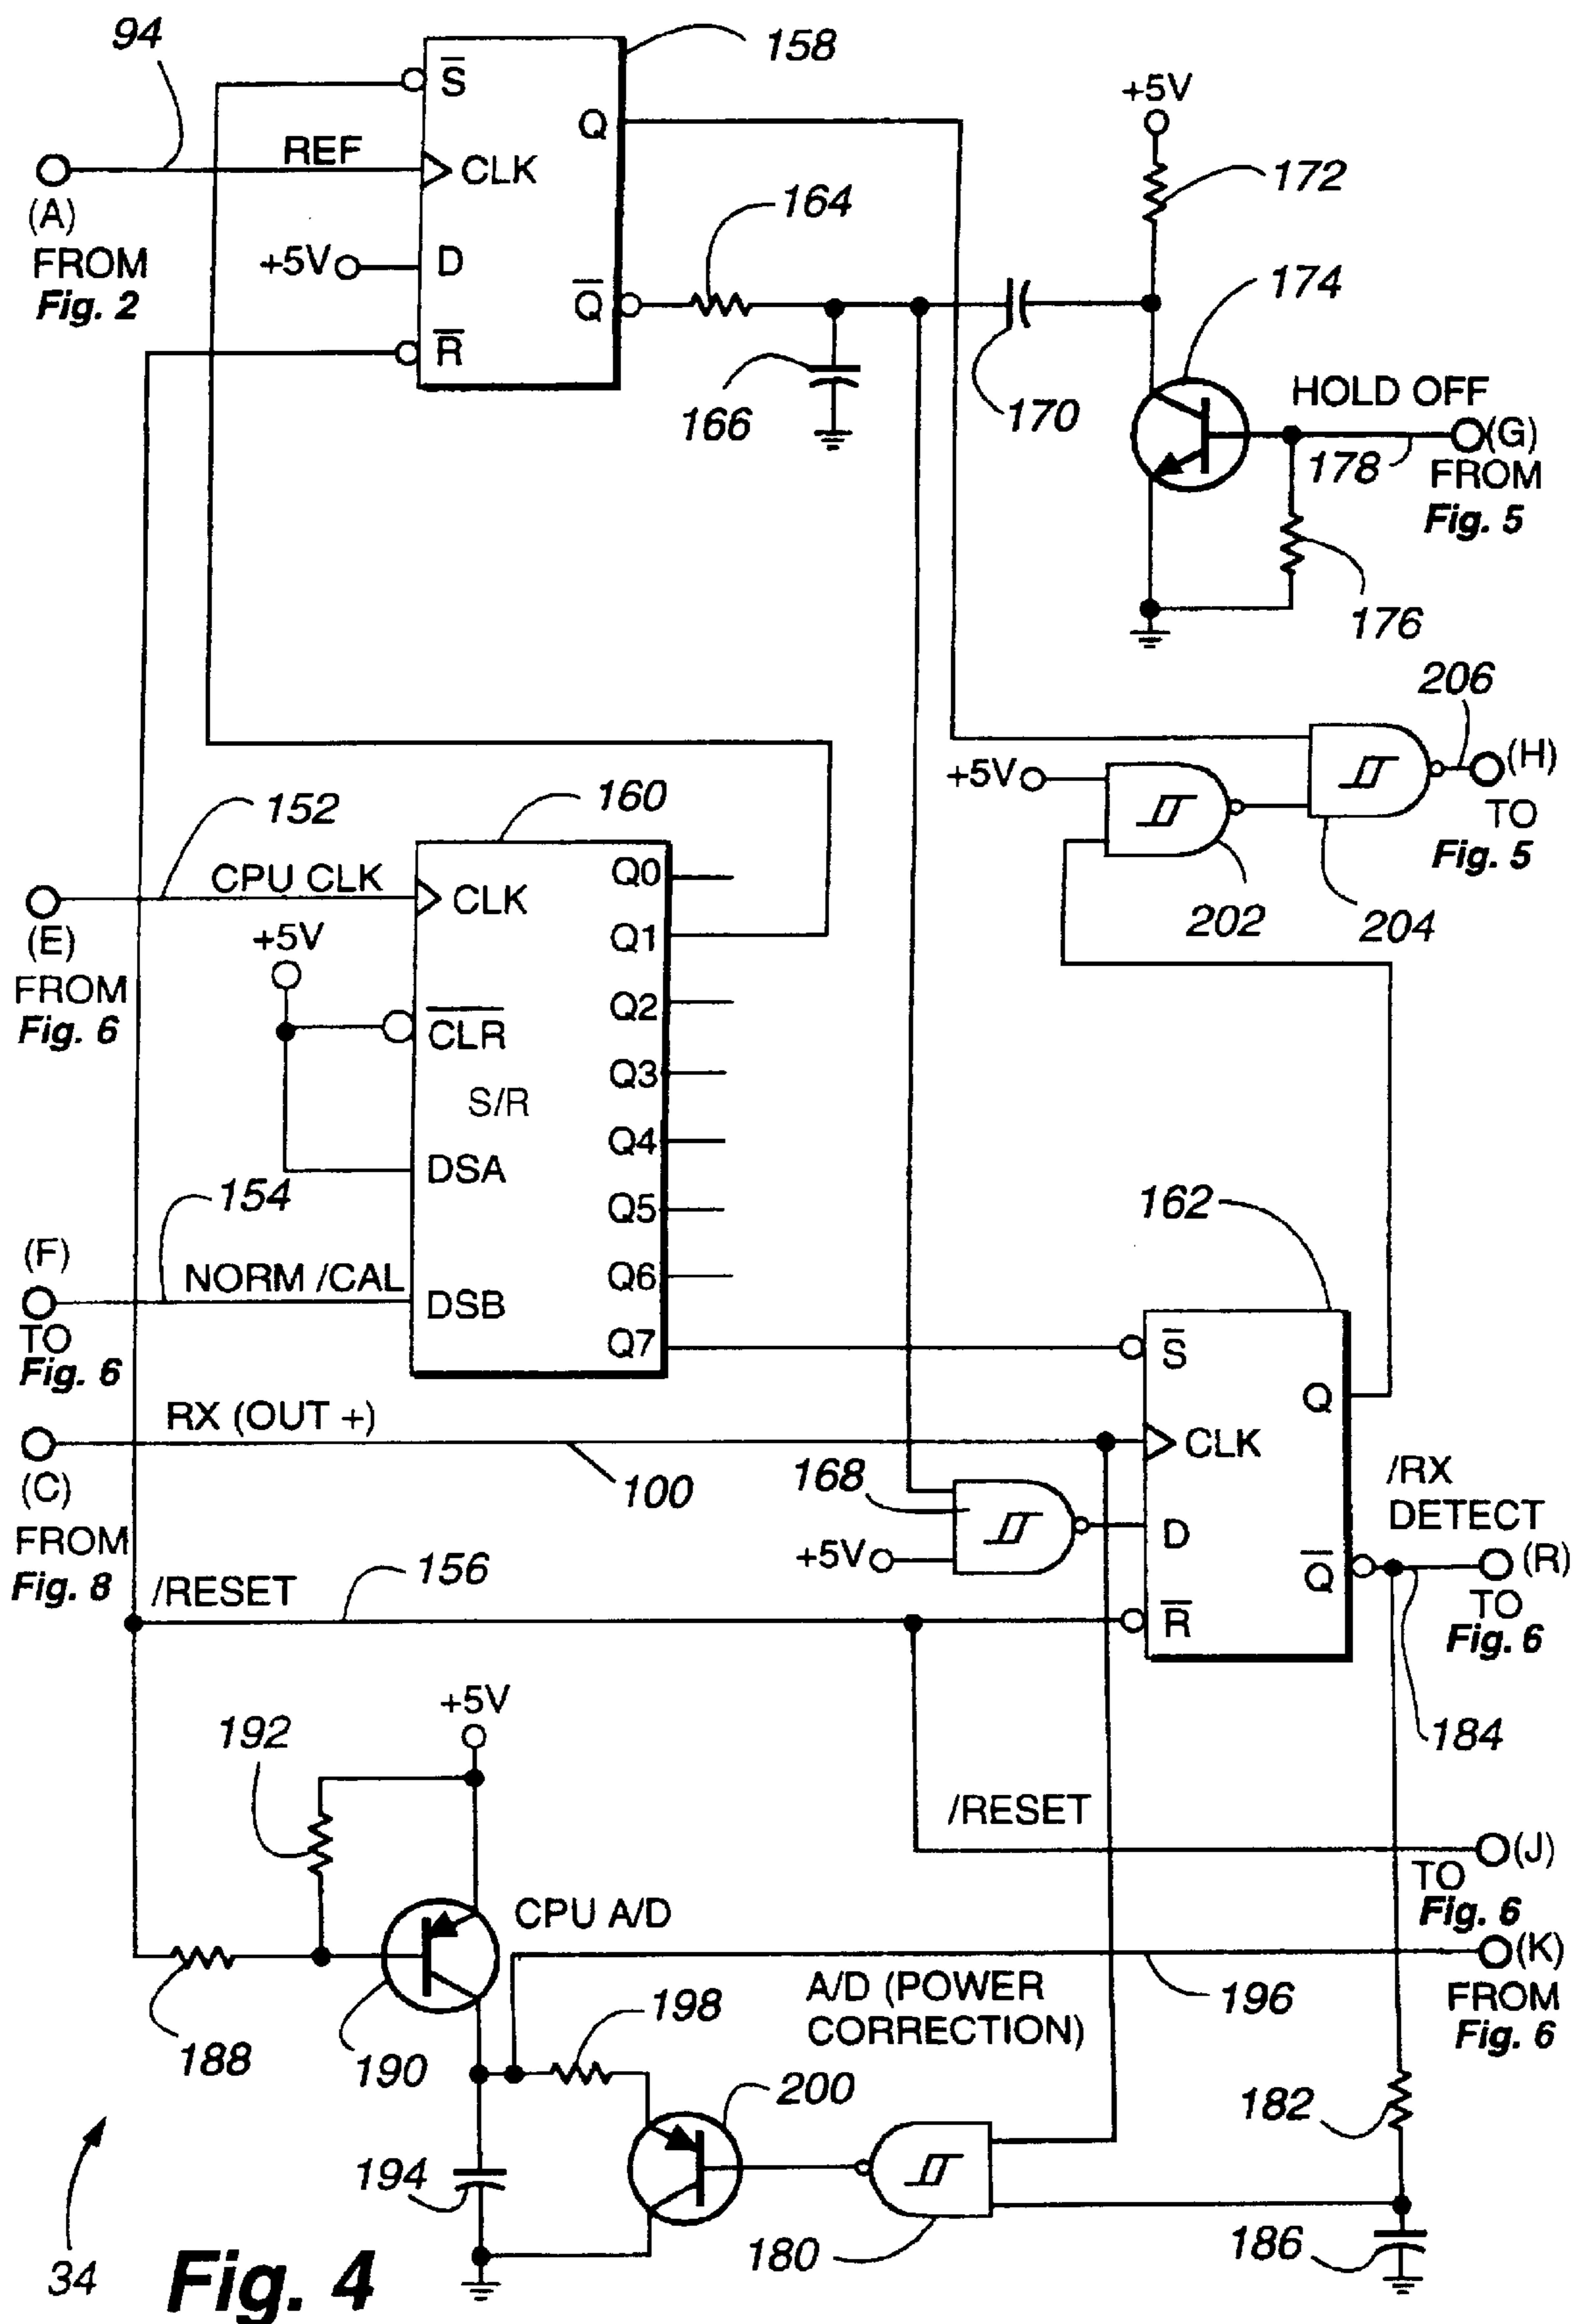 94
158
S
Q
+5V
REF
CLK
172
(A)
164
FROM
Fig. 2
+5V
D
174
Q
R
HOLD OFF
(G)
166
170
178
FROM
Fig. 5
176
206
(H)
+5V
TO
Fig. 5
152
160
CPU CLK
CLK
Q0
202
204
(E)
+5V
Q1
FROM
Fig. 6
Q2
CLR
Q3
S/R
Q4
DSA
154
Q5
162
(F)
NORM /CAL
DSB
Q6
TO
Fig. 6
Q7
S
Q
RX (OUT +)
CLK
168
100
/RX
DETECT
(C)
FROM
Fig. 8
+5V
D
(R)
156
/RESET
Q
TO
Fig. 6
R
+5V
192
184
/RESET
(J)
TO
Fig. 6
CPU A/D
(K)
A/D (POWER
CORRECTION)
196
FROM
Fig. 6
198
188
190
200
182
194
180
186
34
Fig. 4